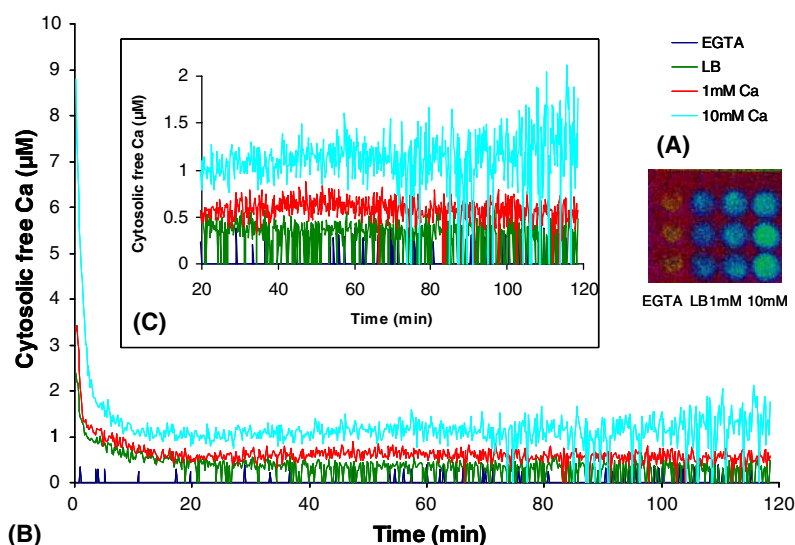 10
9
8
7
6
5
4
3
2
1
0
Cytosolic free Ca (µM)
0 20 40 60 80 100 120
Time (min)
(B)
2
1.5
1
0.5
0
Cytosolic free Ca (µM)
20 40 60 80 100 120
Time (min)
(C)
EGTA
LB
1mM Ca
10mM Ca
(A)
EGTA LB 1mM 10mM